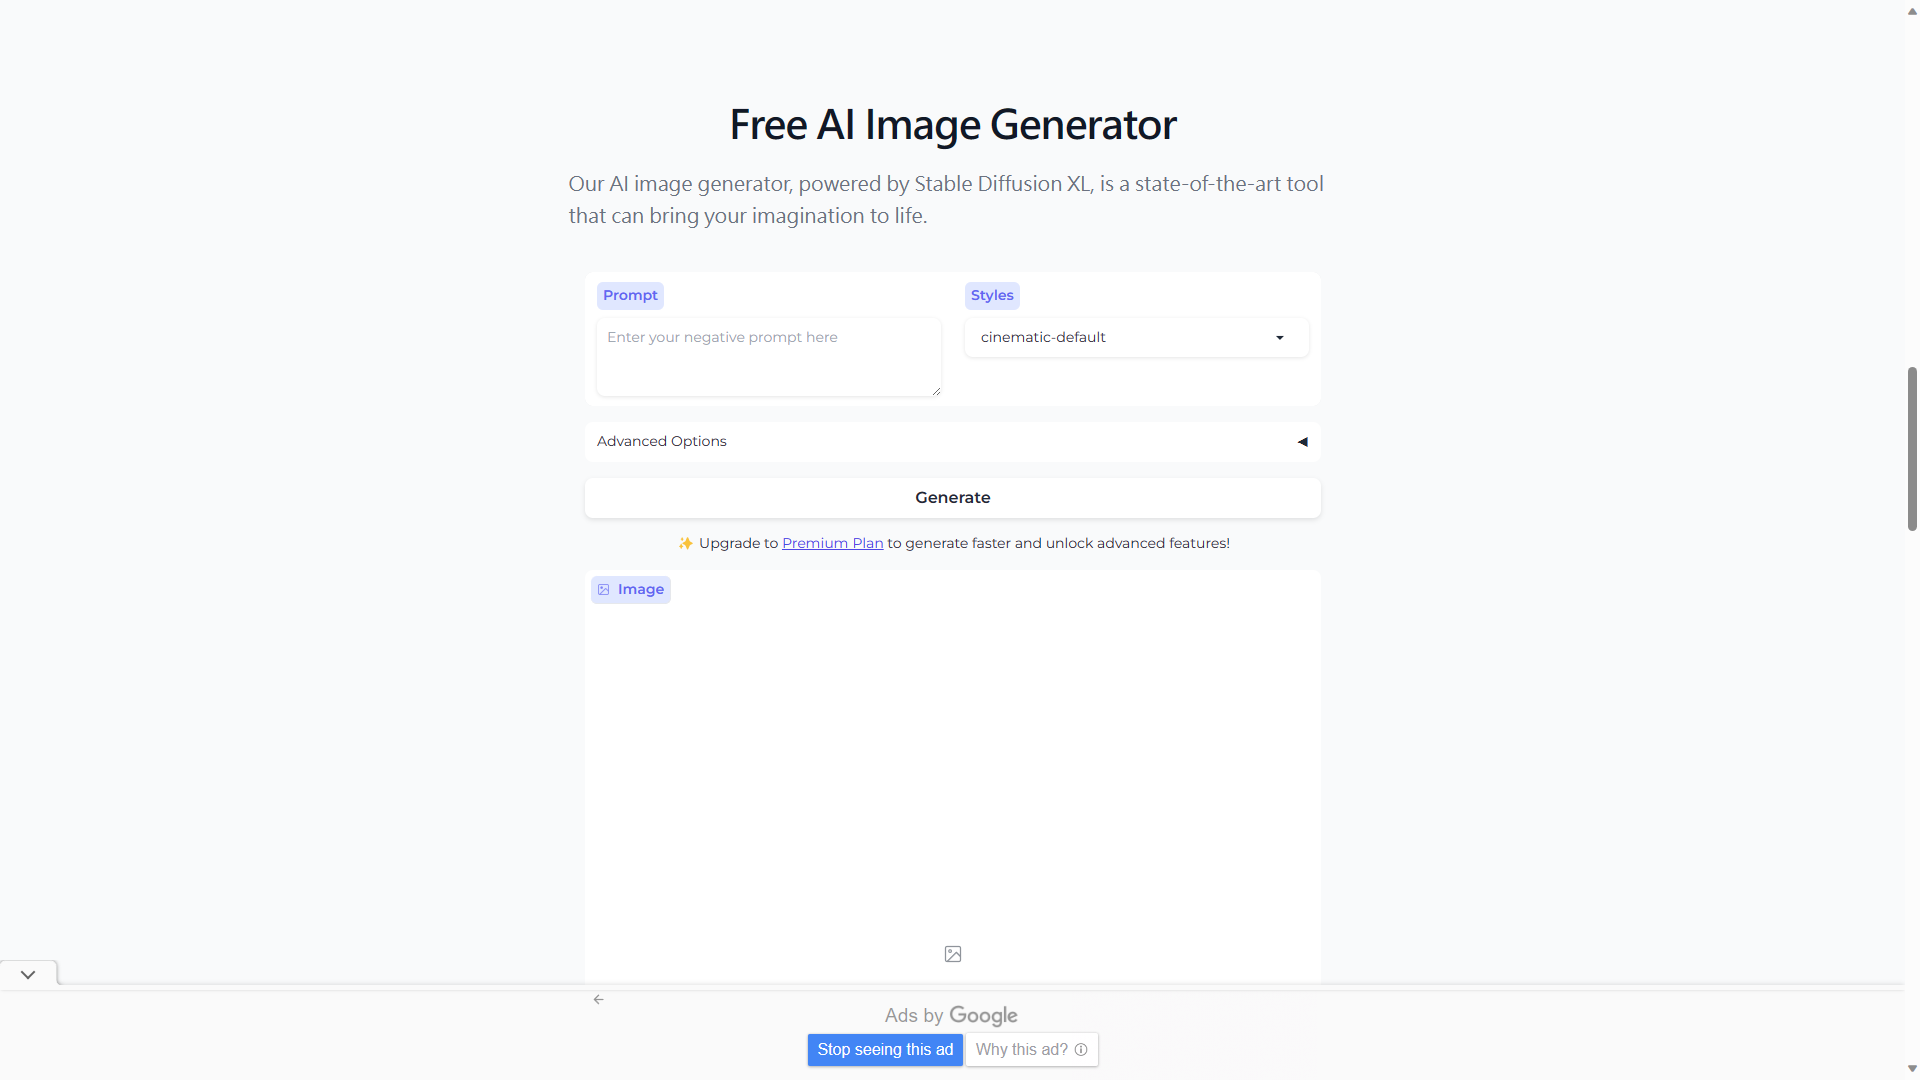 Free AI Image Generator
Our AI image generator, powered by Stable Diffusion XL, is a state-of-the-art tool
that can bring your imagination to life.
Prompt
Styles
Enter your negative prompt here
cinematic-default
Advanced Options
Generate
✨ Upgrade to Premium Plan to generate faster and unlock advanced features!
Image
Ads by Google
Stop seeing this ad
Why this ad?